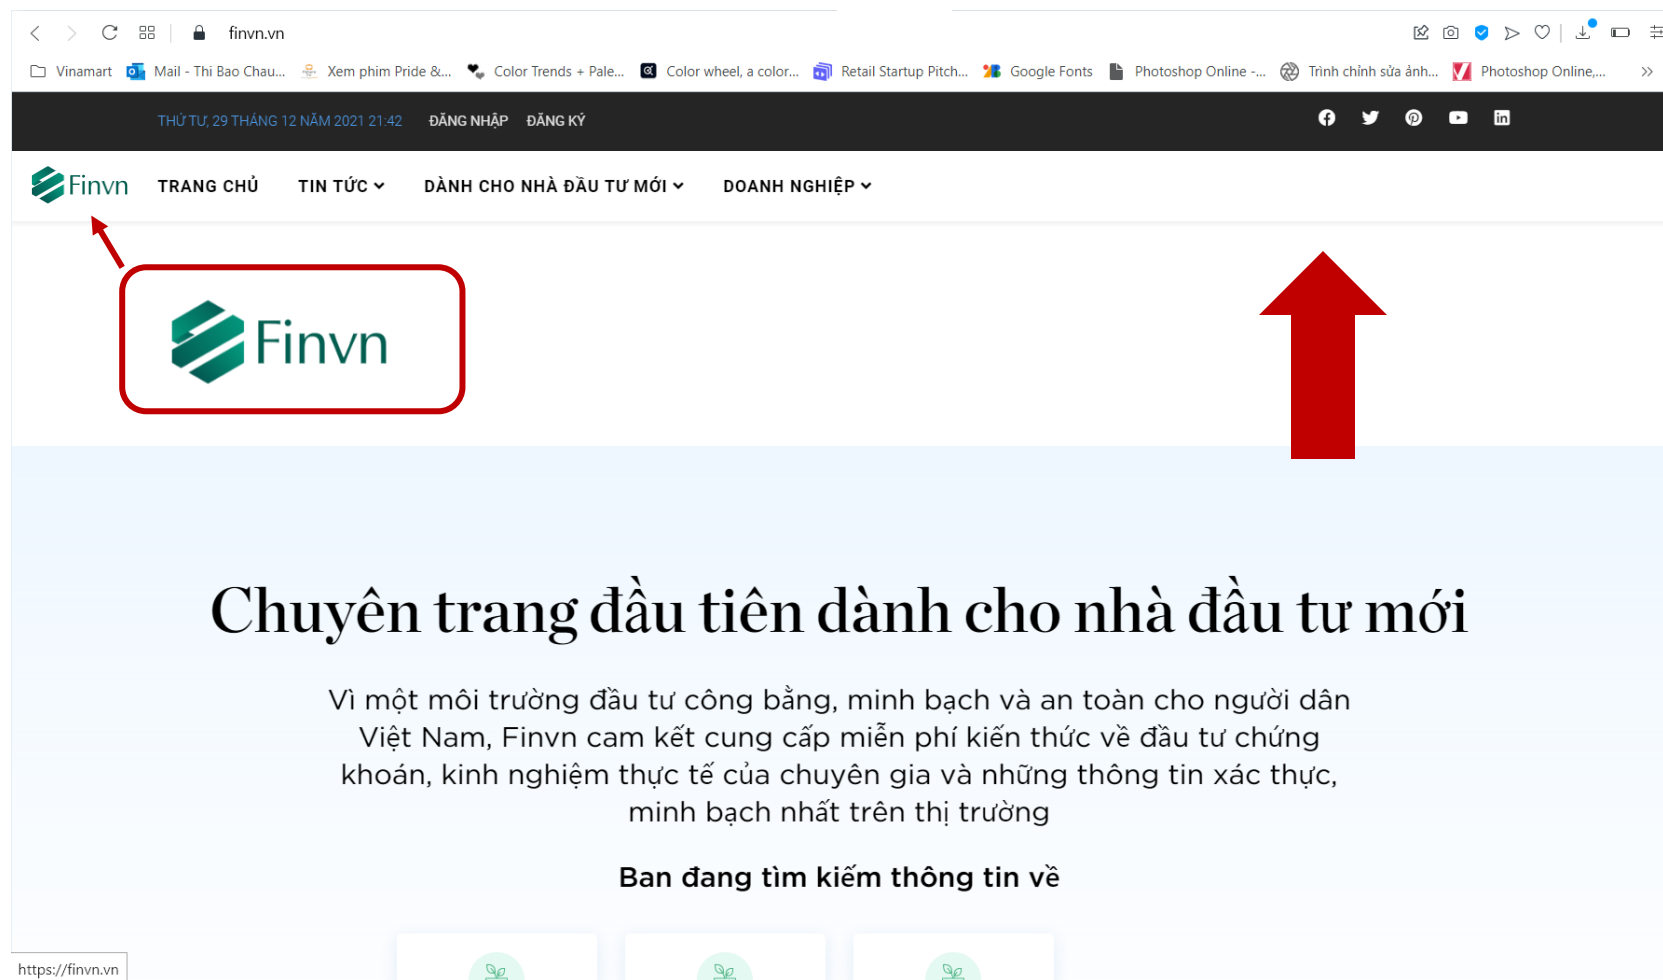 finvn.vn
Vinamart Mail - Thi Bao Chau... Xem phim Pride &... Color Trends + Pale... Color wheel, a color... Retail Startup Pitch... Google Fonts Photoshop Online -... Trình chỉnh sửa ảnh... Photoshop Online,...
THỨ TƯ, 29 THÁNG 12 NĂM 2021 21:42 ĐĂNG NHẬP ĐĂNG KÝ
Finvn TRANG CHỦ TIN TỨC DÀNH CHO NHÀ ĐẦU TƯ MỚI DOANH NGHIỆP
Finvn
Chuyên trang đầu tiên dành cho nhà đầu tư mới
Vì một môi trường đầu tư công bằng, minh bạch và an toàn cho người dân
Việt Nam, Finvn cam kết cung cấp miễn phí kiến thức về đầu tư chứng
khoán, kinh nghiệm thực tế của chuyên gia và những thông tin xác thực,
minh bạch nhất trên thị trường
Ban đang tìm kiếm thông tin về
https://finvn.vn